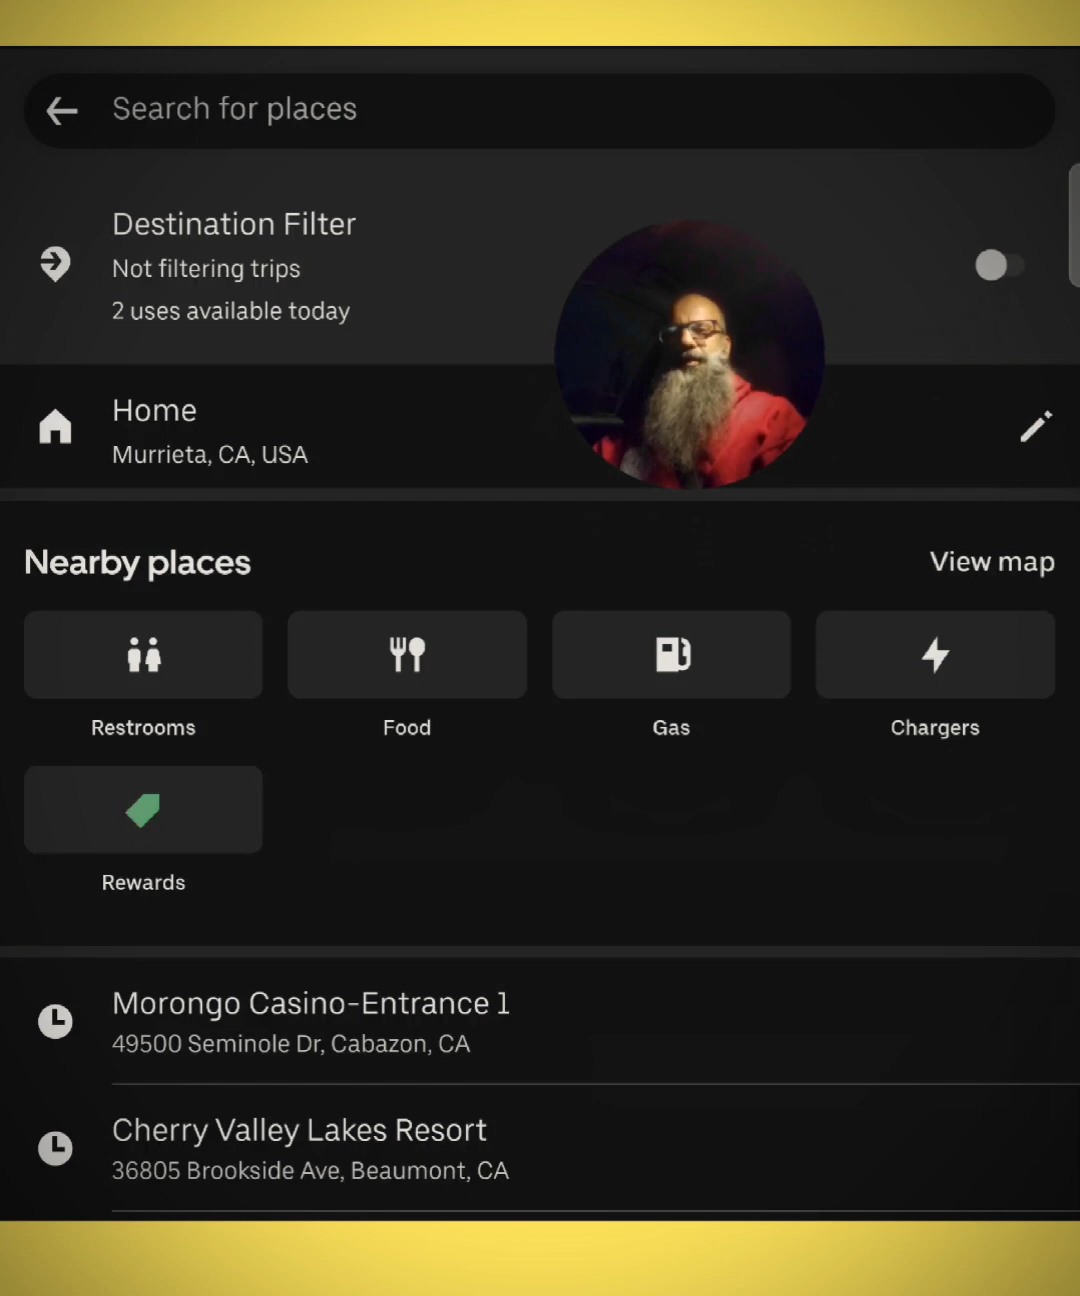 Search for places
Destination Filter
Not filtering trips
2 uses available today
Home
Murrieta, CA, USA
Nearby places
View map
Restrooms
Food
Gas
Chargers
Rewards
Morongo Casino-Entrance 1
49500 Seminole Dr, Cabazon, CA
Cherry Valley Lakes Resort
36805 Brookside Ave, Beaumont, CA